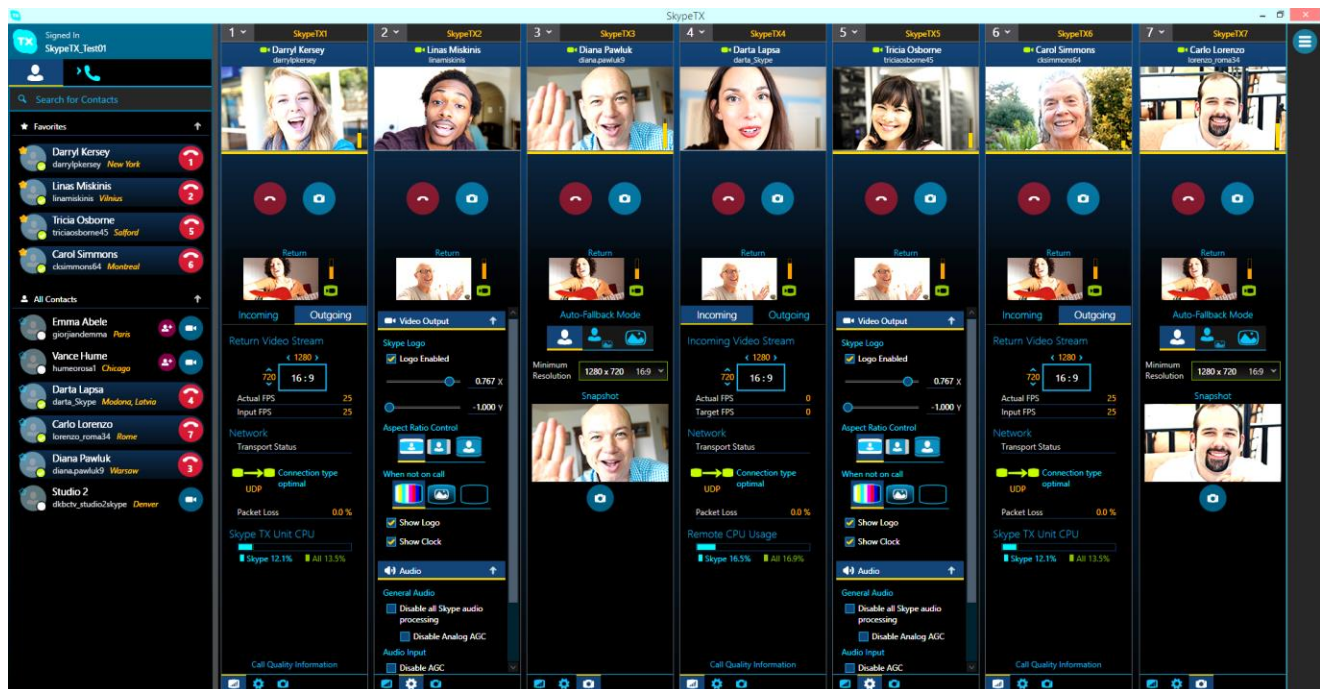 SkypeTX
TX
Signed In
SkypeTX_Test01
Search for Contacts
Favorites
Darryl Kersey
darrylpkersey New York
1
Linas Miskinis
linamiskinis Vilnius
2
Tricia Osborne
triciaosborne45 Salford
5
Carol Simmons
cksimmons64 Montreal
6
All Contacts
Emma Abele
giorjiandemma Paris
Vance Hume
humeorosa1 Chicago
Darta Lapsa
darta_Skype Modona, Latvia
4
Carlo Lorenzo
lorenzo_roma34 Rome
7
Diana Pawluk
diana.pawluk9 Warsaw
3
Studio 2
dkbctv_studio2skype Denver
1 SkypeTX1
Darryl Kersey
darrylpkersey
Return
Incoming Outgoing
Return Video Stream
1280
720 16 : 9
Actual FPS 25
Input FPS 25
Network
Transport Status
Connection type
optimal
UDP
Packet Loss 0.0 %
Skype TX Unit CPU
Skype 12.1% All 13.5%
Call Quality Information
2 SkypeTX2
Linas Miskinis
linamiskinis
Return
Video Output
Skype Logo
Logo Enabled
0.767 X
-1.000 Y
Aspect Ratio Control
When not on call
Show Logo
Show Clock
Audio
General Audio
Disable all Skype audio
processing
Disable Analog AGC
Audio Input
Disable AGC
3 SkypeTX3
Diana Pawluk
diana.pawluk9
Return
Auto-Fallback Mode
Minimum
Resolution
1280 x 720 16:9
Snapshot
4 SkypeTX4
Darta Lapsa
darta_Skype
Return
Incoming Outgoing
Incoming Video Stream
1280
720 16 : 9
Actual FPS 0
Target FPS 0
Network
Transport Status
Connection type
optimal
UDP
Packet Loss 0.0 %
Remote CPU Usage
Skype 16.5% All 16.9%
Call Quality Information
5 SkypeTX5
Tricia Osborne
triciaosborne45
Return
Video Output
Skype Logo
Logo Enabled
0.767 X
-1.000 Y
Aspect Ratio Control
When not on call
Show Logo
Show Clock
Audio
General Audio
Disable all Skype audio
processing
Disable Analog AGC
Audio Input
Disable AGC
6 SkypeTX6
Carol Simmons
cksimmons64
Return
Incoming Outgoing
Return Video Stream
1280
720 16 : 9
Actual FPS 25
Input FPS 25
Network
Transport Status
Connection type
optimal
UDP
Packet Loss 0.0 %
Skype TX Unit CPU
Skype 12.1% All 13.5%
Call Quality Information
7 SkypeTX7
Carlo Lorenzo
lorenzo_roma34
Return
Auto-Fallback Mode
Minimum
Resolution
1280 x 720 16:9
Snapshot